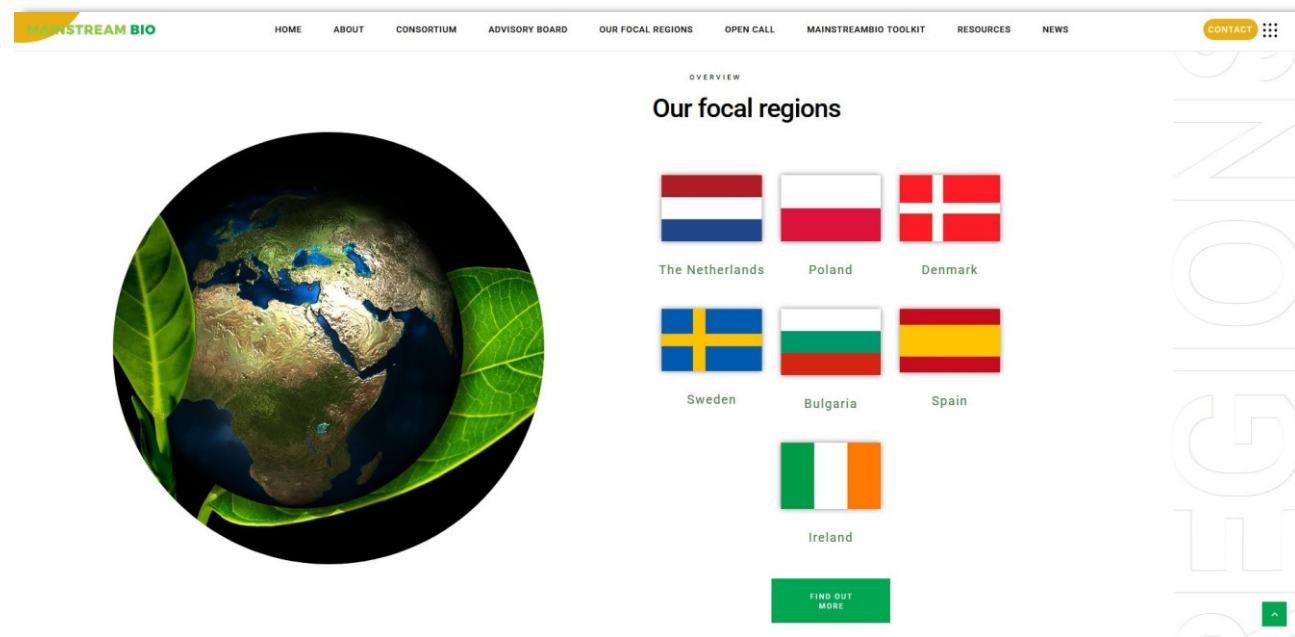 MAINSTREAM BIO
HOME ABOUT CONSORTIUM ADVISORY BOARD OUR FOCAL REGIONS OPEN CALL MAINSTREAMBIO TOOLKIT RESOURCES NEWS CONTACT
OVERVIEW
Our focal regions
The Netherlands Poland Denmark
Sweden Bulgaria Spain
Ireland
FIND OUT
MORE
REGIONS